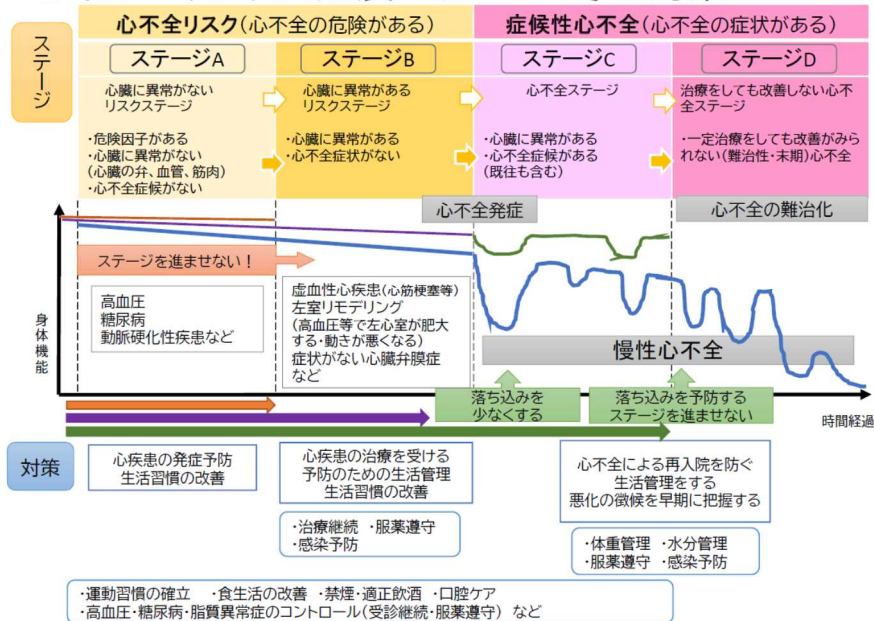 心不全リスク(心不全の危険がある)
症候性心不全(心不全の症状がある)
ステージ
ステージA
ステージB
ステージC
ステージD
心臓に異常がない
リスクステージ
・危険因子がある
・心臓に異常がない
(心臓の弁、血管、筋肉)
・心不全症候がない
心臓に異常がある
リスクステージ
・心臓に異常がある
・心不全症状がない
心不全ステージ
・心臓に異常がある
・心不全症候がある
(既往も含む)
治療をしても改善しない心不
全ステージ
・一定治療をしても改善がみら
れない(難治性・末期)心不全
心不全発症
心不全の難治化
ステージを進ませない!
身体機能
高血圧
糖尿病
動脈硬化性疾患など
虚血性心疾患(心筋梗塞等)
左室リモデリング
(高血圧等で左心室が肥大
する・動きが悪くなる)
症状がない心臓弁膜症
など
慢性心不全
落ち込みを
少なくする
落ち込みを予防する
ステージを進ませない
時間経過
対策
心疾患の発症予防
生活習慣の改善
心疾患の治療を受ける
予防のための生活管理
生活習慣の改善
心不全による再入院を防ぐ
生活管理をする
悪化の徴候を早期に把握する
・治療継続 ・服薬遵守
・感染予防
・体重管理 ・水分管理
・服薬遵守 ・感染予防
・運動習慣の確立 ・食生活の改善 ・禁煙・適正飲酒 ・口腔ケア
・高血圧・糖尿病・脂質異常症のコントロール(受診継続・服薬遵守) など